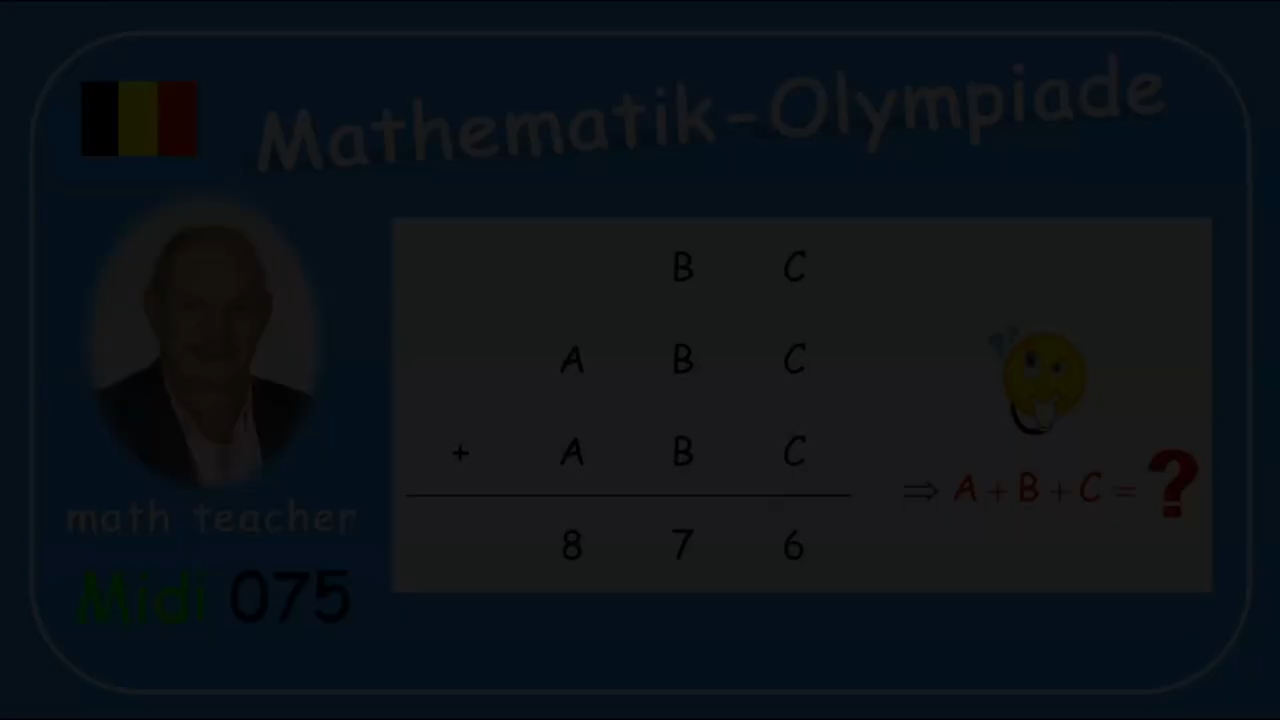 Mathematik-Olympiade
B C
A B C
+ A B C
8 7 6
⇒ A + B + C = ?
math teacher
Midi 075